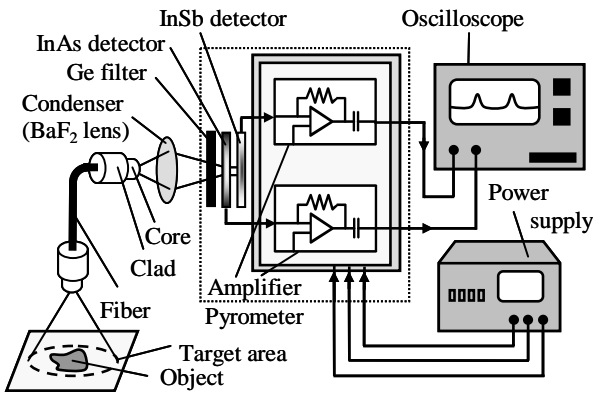 InSb detector
Oscilloscope
InAs detector
Ge filter
Condenser
(BaF2 lens)
Power
supply
Core
Clad
Fiber
Amplifier
Pyrometer
Target area
Object